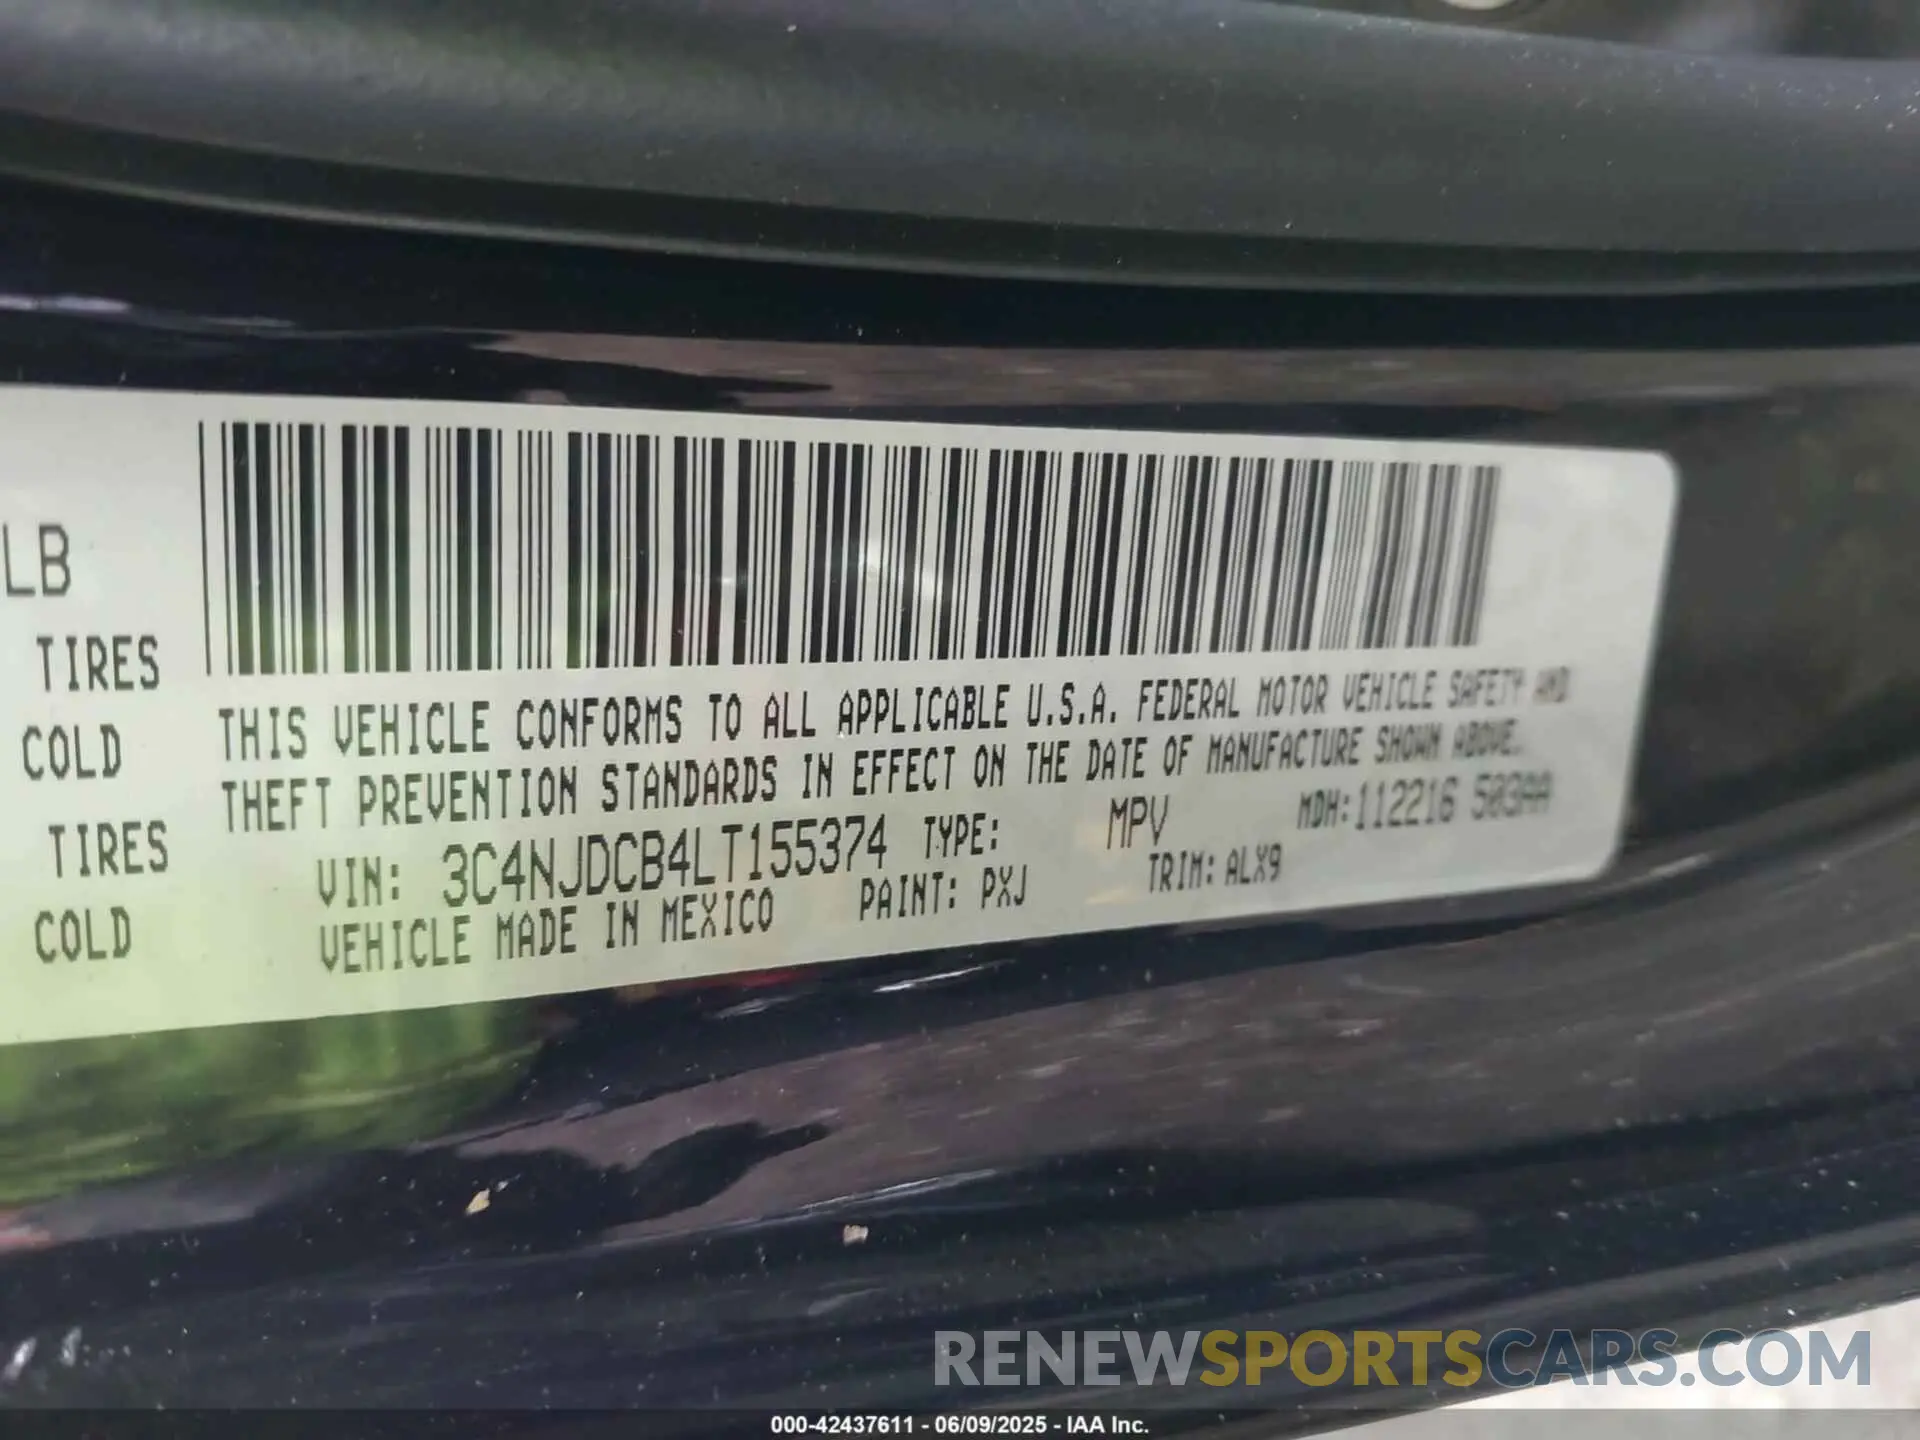 LB
TIRES
COLD
TIRES
COLD
THIS VEHICLE CONFORMS TO ALL APPLICABLE U.S.A. FEDERAL MOTOR VEHICLE SAFETY AND
THEFT PREVENTION STANDARDS IN EFFECT ON THE DATE OF MANUFACTURE SHOWN ABOVE.
VIN: 3C4NJDCB4LT155374 TYPE: MPV MDH:112216 503AA
VEHICLE MADE IN MEXICO PAINT: PXJ TRIM: ALX9
RENEWSPORTSCARS.COM
000-42437611 - 06/09/2025 - IAA Inc.